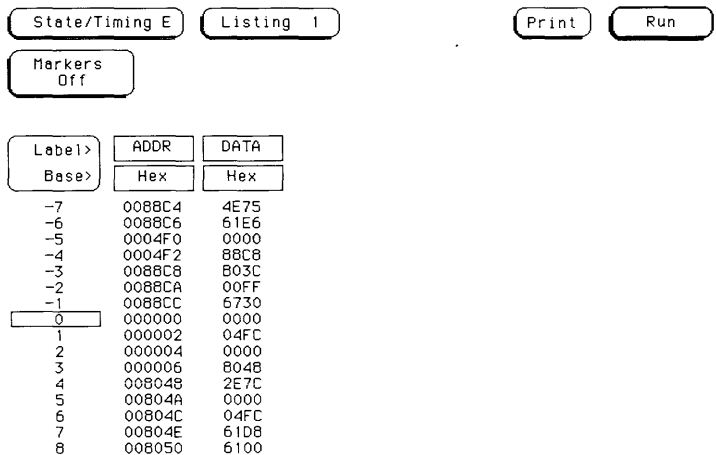 State/Timing E Listing 1 Print Run
Markers
Off
Label> ADDR DATA
Base> Hex Hex
-7 0088C4 4E75
-6 0088C6 61E6
-5 0004F0 0000
-4 0004F2 88C8
-3 0088C8 B03C
-2 0088CA 00FF
-1 0088CC 6730
0 000000 0000
1 000002 04FC
2 000004 0000
3 000006 8048
4 008048 2E7C
5 00804A 0000
6 00804C 04FC
7 00804E 61D8
8 008050 6100